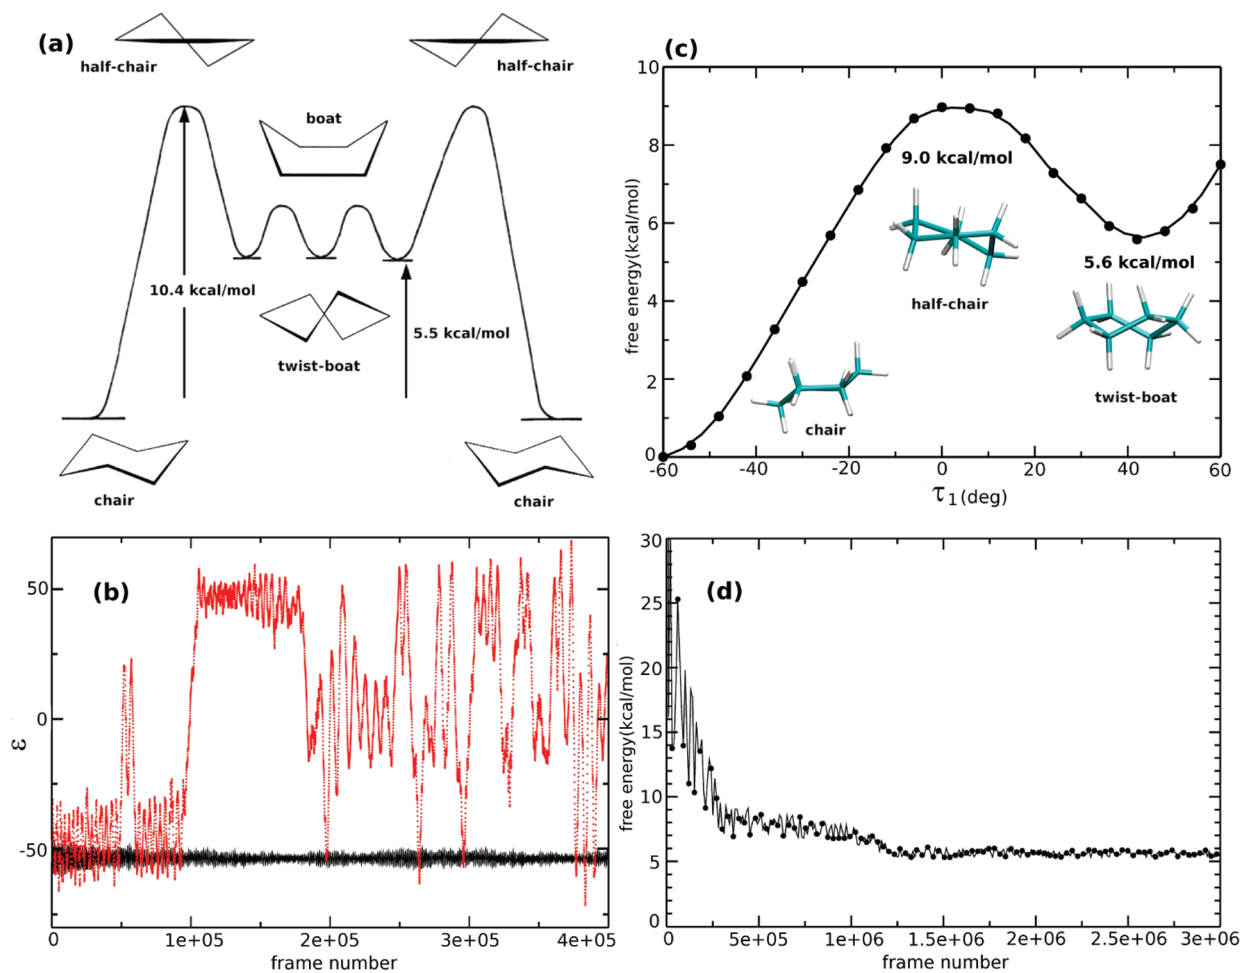 (a)
half-chair
half-chair
boat
10.4 kcal/mol
5.5 kcal/mol
twist-boat
chair
chair
(c)
free energy(kcal/mol)
10
8
6
4
2
0
9.0 kcal/mol
half-chair
5.6 kcal/mol
twist-boat
chair
-60
-40
-20
0
20
40
60
τ1(deg)
(b)
ε
50
0
-50
0
1e+05
2e+05
3e+05
4e+05
frame number
(d)
free energy(kcal/mol)
30
25
20
15
10
5
0
0
5e+05
1e+06
1.5e+06
2e+06
2.5e+06
3e+06
frame number